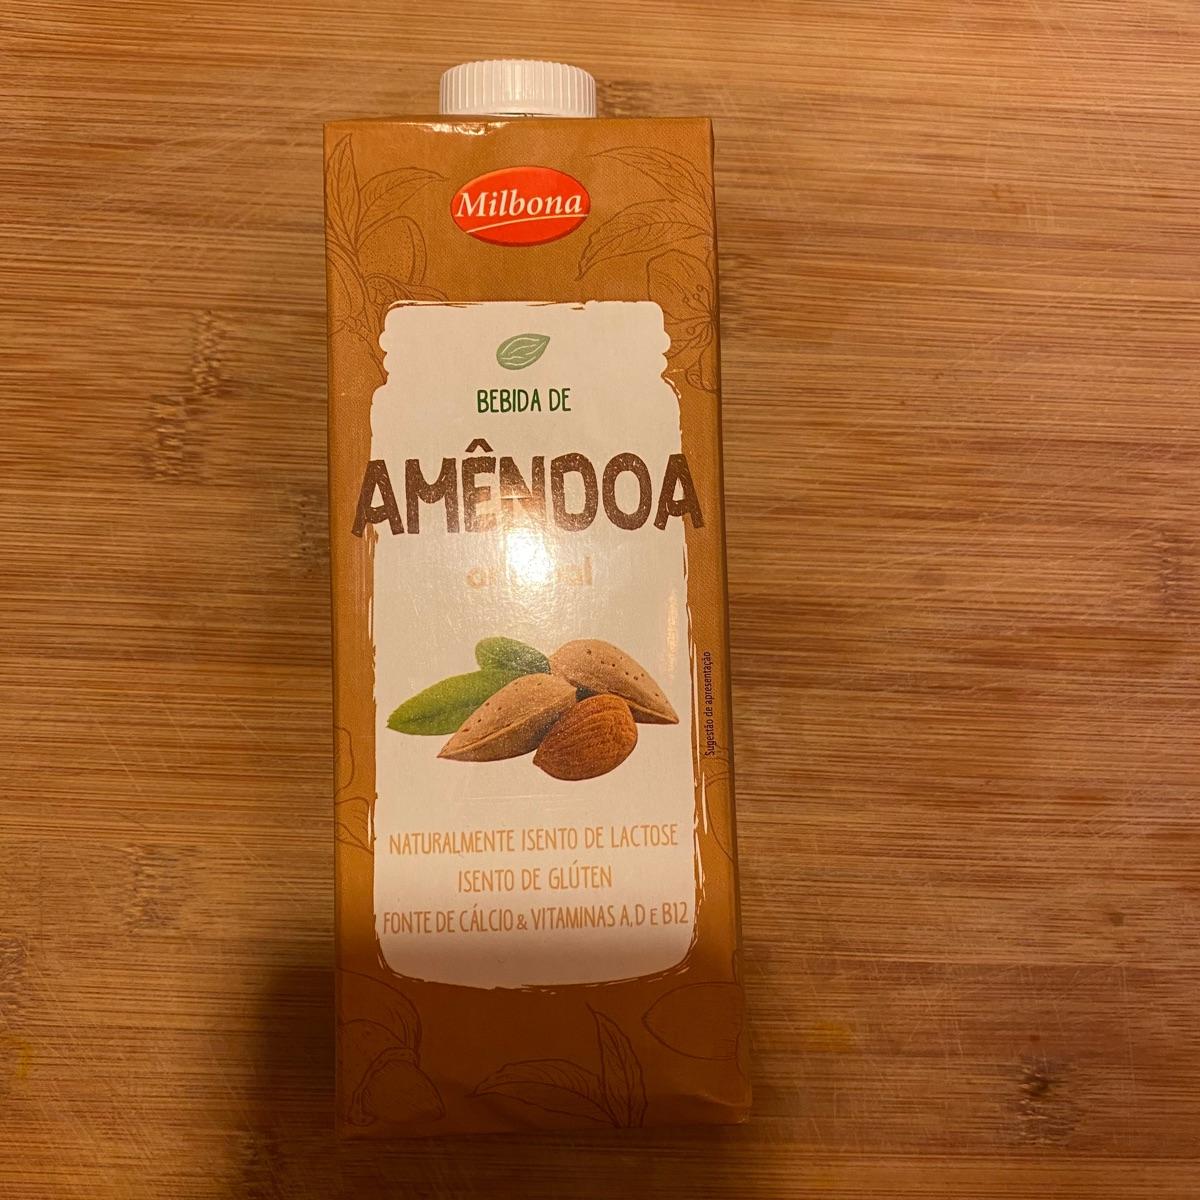 Milbona
BEBIDA DE
AMÊNDOA
Sugestão de apresentação
NATURALMENTE ISENTO DE LACTOSE
ISENTO DE GLÚTEN
FONTE DE CÁLCIO & VITAMINAS A, D E B12